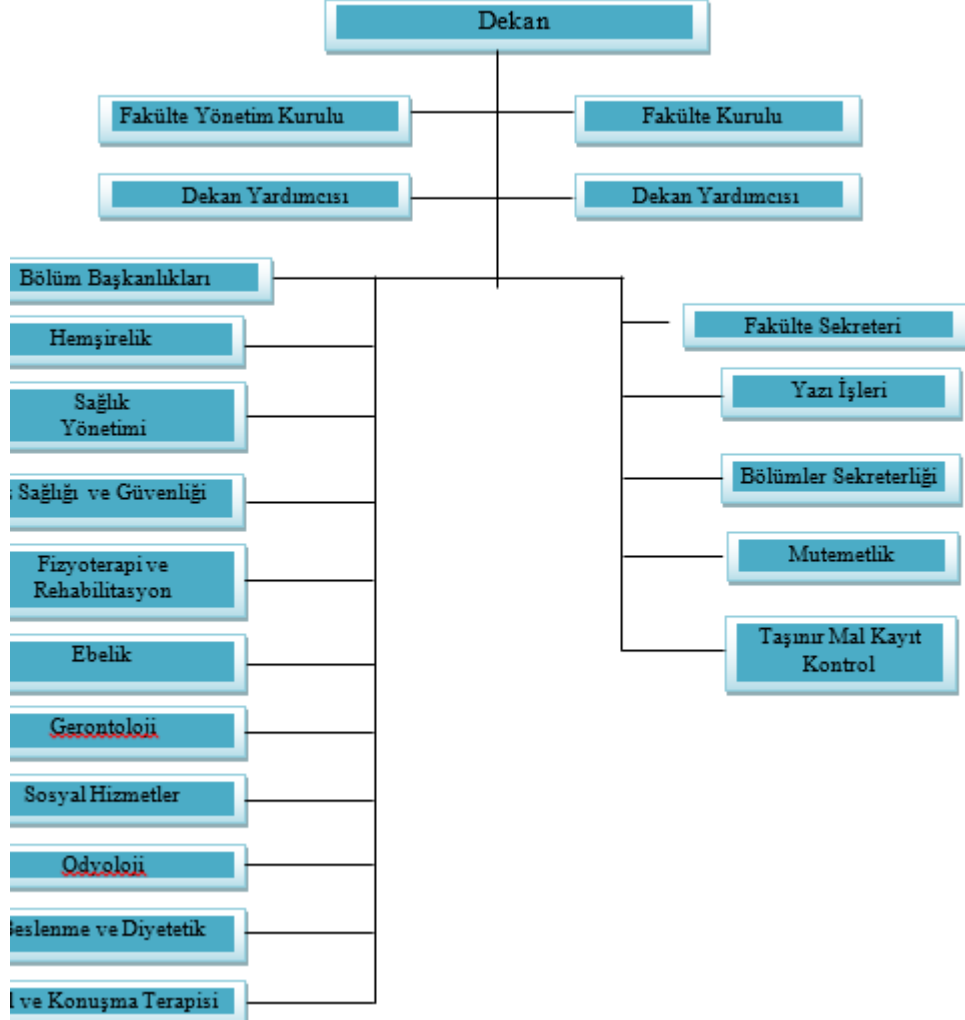 Dekan
Fakülte Yönetim Kurulu
Fakülte Kurulu
Dekan Yardımcısı
Dekan Yardımcısı
Bölüm Başkanlıkları
Hemşirelik
Sağlık
Yönetimi
Sağlığı ve Güvenliği
Fizyoterapi ve
Rehabilitasyon
Ebelik
Gerontoloji
Sosyal Hizmetler
Odyoloji
ve Diyetetik
ve Konuşma Terapisi
Fakülte Sekreteri
Yazı İşleri
Bölümler Sekreterliği
Mutemetlik
Taşınır Mal Kayıt
Kontrol